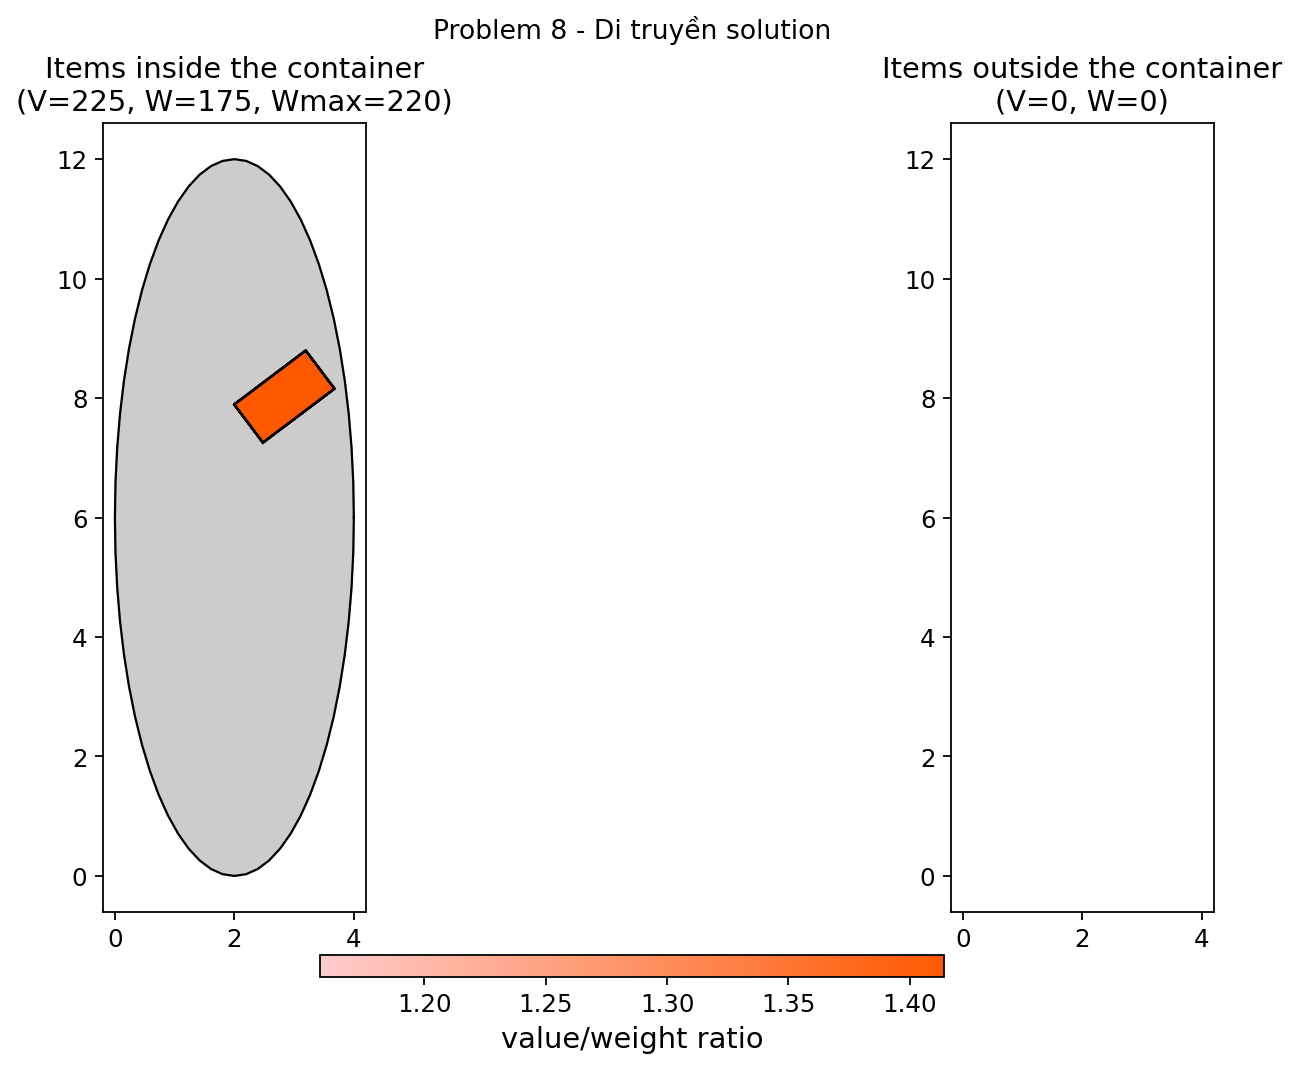 Problem 8 - Di truyền solution
Items inside the container
(V=225, W=175, Wmax=220)
Items outside the container
(V=0, W=0)
12
10
8
6
4
2
0
0 2 4
12
10
8
6
4
2
0
0 2 4
1.20 1.25 1.30 1.35 1.40
value/weight ratio